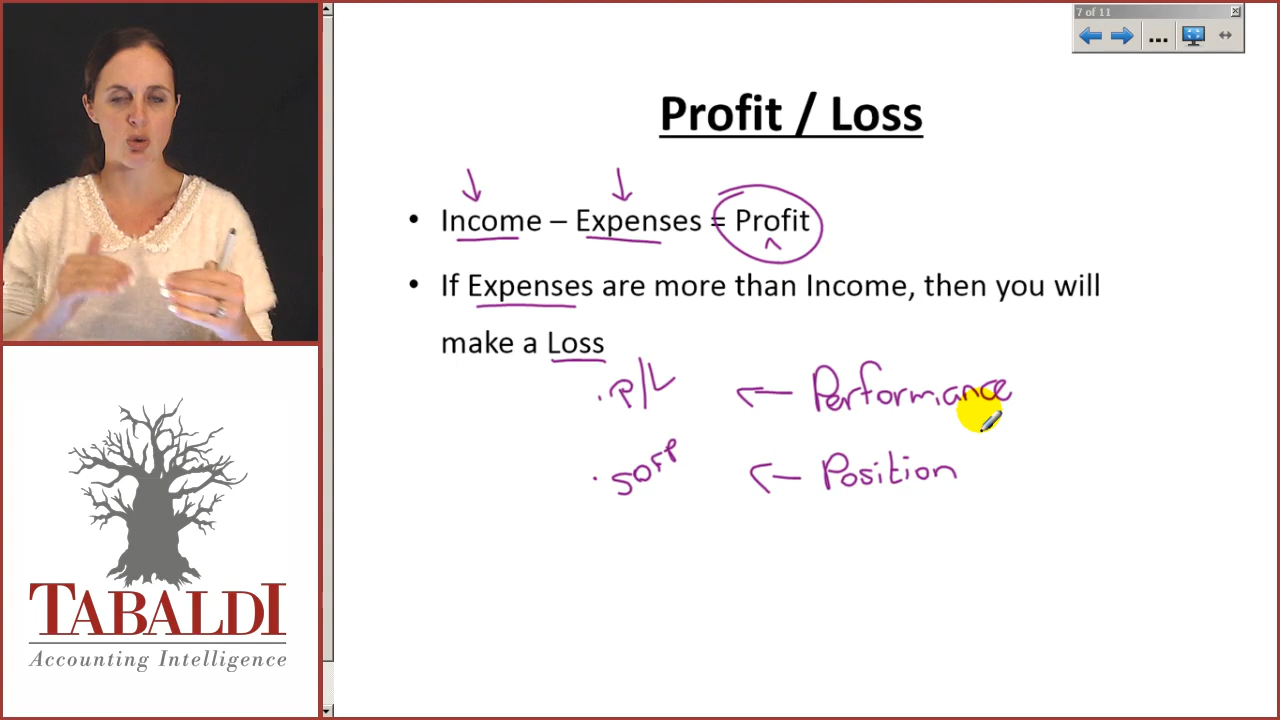 7 of 11
Profit / Loss
• Income – Expenses = Profit
• If Expenses are more than Income, then you will
make a Loss
• P/L ← Performance
• SOFP ← Position
TABALDI
Accounting Intelligence